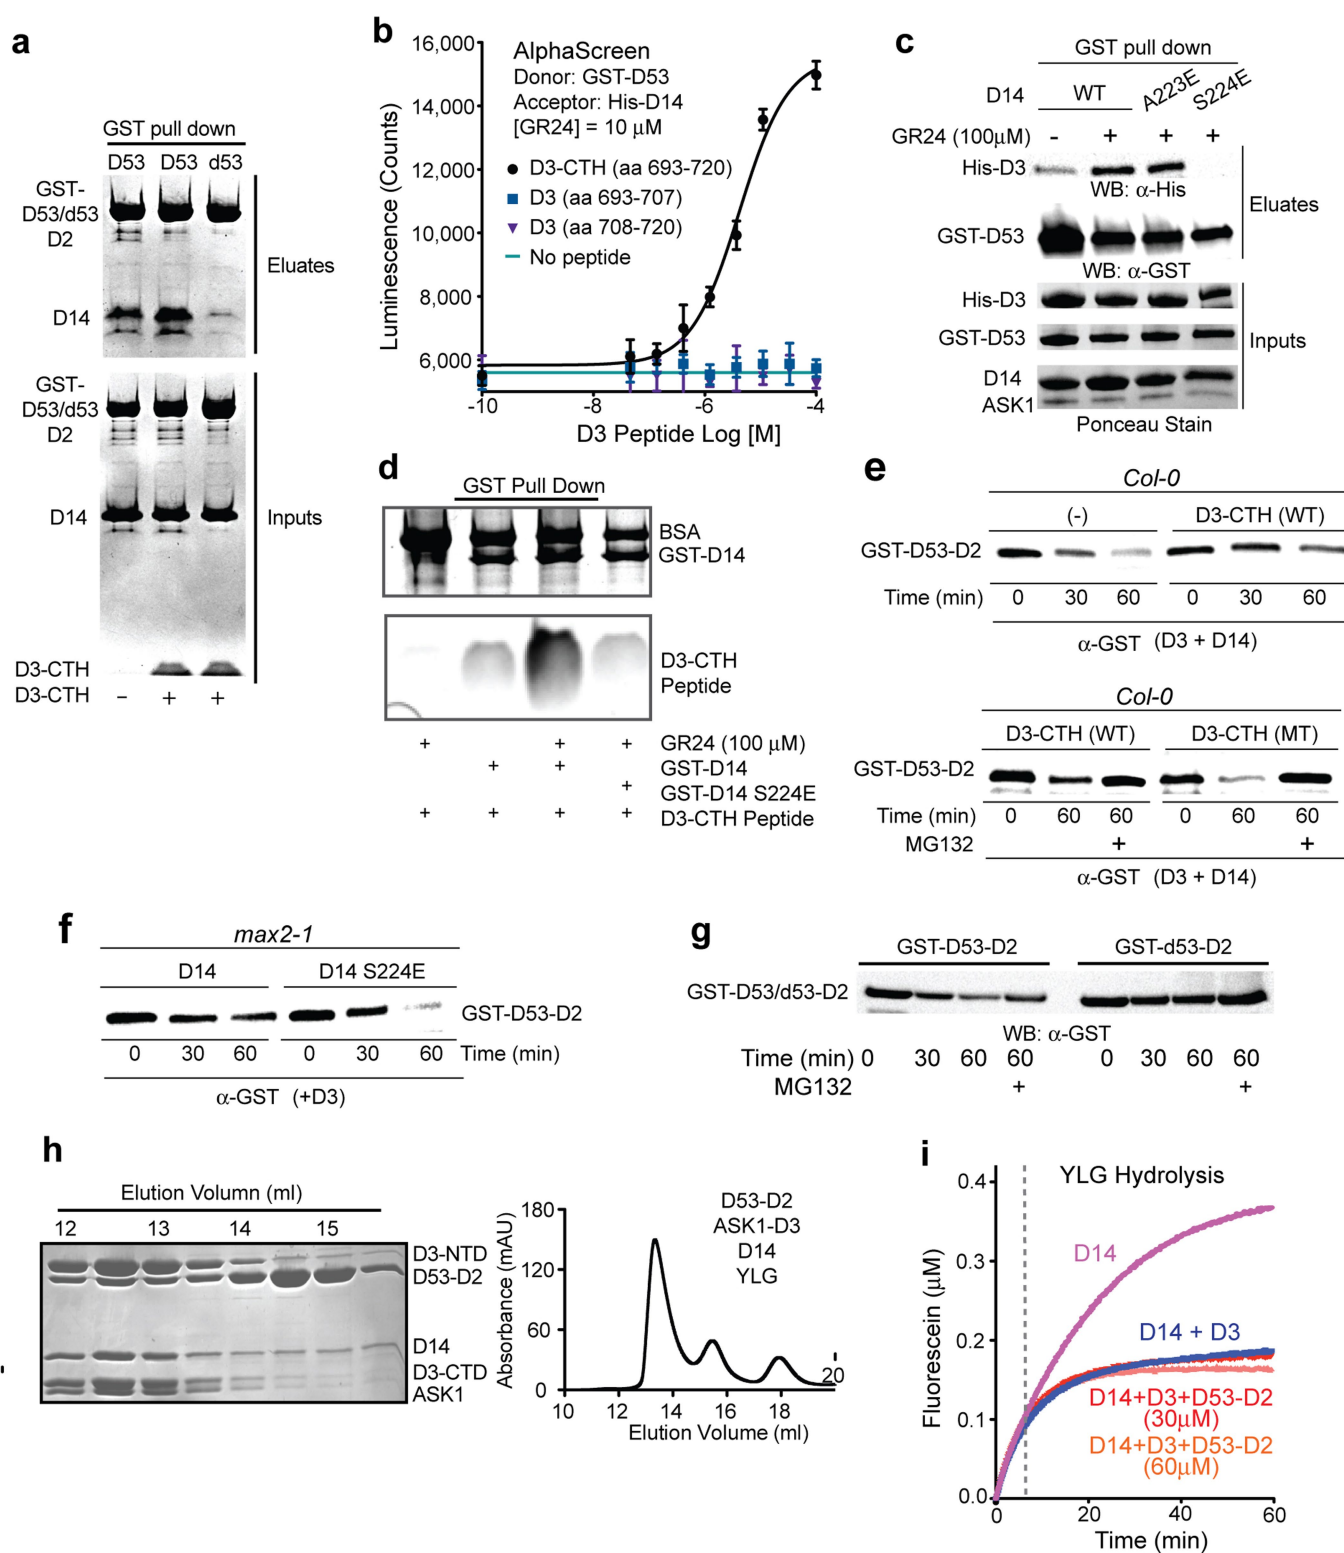 a
GST pull down
D53 D53 d53
GST-
D53/d53
D2
D14
Eluates
GST-
D53/d53
D2
D14
Inputs
D3-CTH
D3-CTH – + +
b
16,000
14,000
12,000
10,000
8,000
6,000
Luminescence (Counts)
AlphaScreen
Donor: GST-D53
Acceptor: His-D14
[GR24] = 10 μM
D3-CTH (aa 693-720)
D3 (aa 693-707)
D3 (aa 708-720)
No peptide
-10 -8 -6 -4
D3 Peptide Log [M]
c
GST pull down
D14 WT A223E S224E
GR24 (100μM) - + + +
His-D3
WB: α-His
GST-D53
WB: α-GST
Eluates
His-D3
GST-D53
D14
ASK1
Inputs
Ponceau Stain
d
GST Pull Down
BSA
GST-D14
D3-CTH
Peptide
+ + + GR24 (100 μM)
+ + GST-D14
+ GST-D14 S224E
+ + + + D3-CTH Peptide
e
Col-0
(-) D3-CTH (WT)
GST-D53-D2
Time (min) 0 30 60 0 30 60
α-GST (D3 + D14)
Col-0
D3-CTH (WT) D3-CTH (MT)
GST-D53-D2
Time (min) 0 60 60 0 60 60
MG132 + +
α-GST (D3 + D14)
f
max2-1
D14 D14 S224E
GST-D53-D2
0 30 60 0 30 60 Time (min)
α-GST (+D3)
g
GST-D53-D2 GST-d53-D2
GST-D53/d53-D2
WB: α-GST
Time (min) 0 30 60 60 0 30 60 60
MG132 + +
h
Elution Volumn (ml)
12 13 14 15
D3-NTD
D53-D2
D14
D3-CTD
ASK1
180
120
60
0
Absorbance (mAU)
D53-D2
ASK1-D3
D14
YLG
10 12 14 16 18 20
Elution Volume (ml)
i
YLG Hydrolysis
0.4
0.3
0.2
0.1
0.0
Fluorescein (μM)
D14
D14 + D3
D14+D3+D53-D2
(30μM)
D14+D3+D53-D2
(60μM)
0 20 40 60
Time (min)